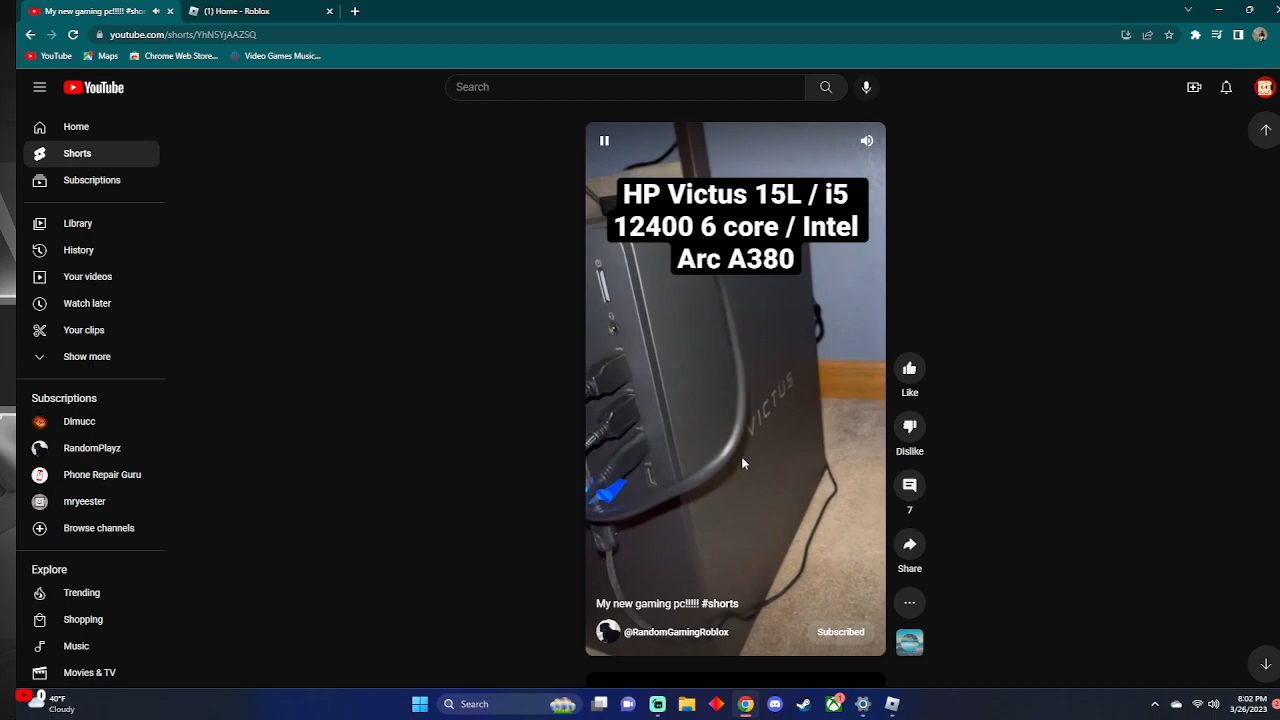 My new gaming pc!!!!! #shor
(1) Home - Roblox
youtube.com/shorts/YhN5YjAAZSQ
YouTube
Maps
Chrome Web Store...
Video Games Music...
YouTube
Search
Home
Shorts
Subscriptions
Library
History
Your videos
Watch later
Your clips
Show more
Subscriptions
Dimucc
RandomPlayz
Phone Repair Guru
mryeester
Browse channels
Explore
Trending
Shopping
Music
Movies & TV
HP Victus 15L / i5
12400 6 core / Intel
Arc A380
VICTUS
My new gaming pc!!!!! #shorts
@RandomGamingRoblox
Subscribed
Like
Dislike
7
Share
40°F
Cloudy
Search
1
8:02 PM